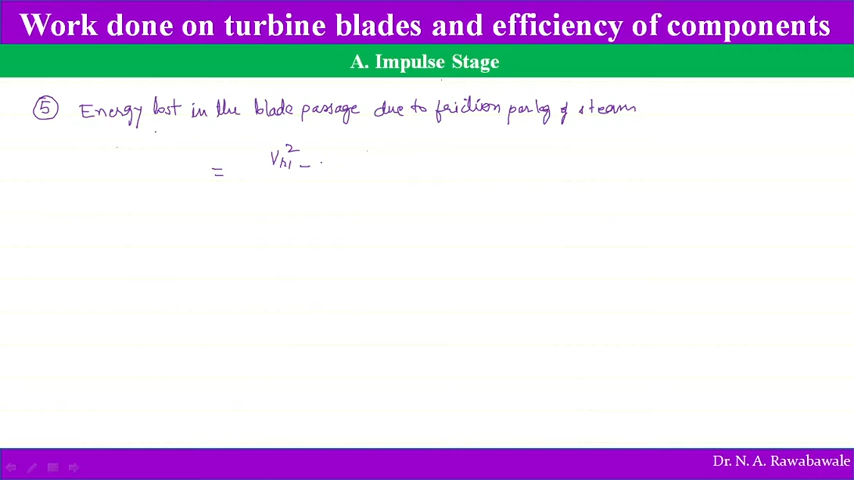 Work done on turbine blades and efficiency of components
A. Impulse Stage
5 Energy lost in the blade passage due to friction per kg of steam
= Vr1² -
Dr. N. A. Rawabawale